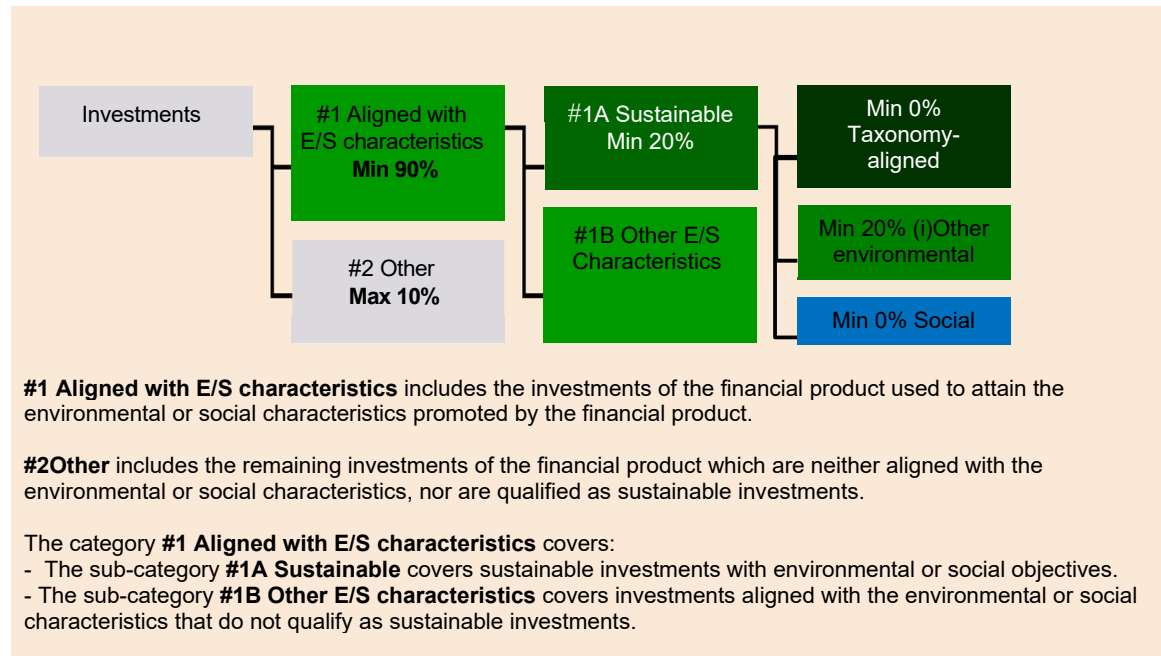 Investments
#1 Aligned with
E/S characteristics
Min 90%
#2 Other
Max 10%
#1A Sustainable
Min 20%
#1B Other E/S
Characteristics
Min 0%
Taxonomy-
aligned
Min 20% (i)Other
environmental
Min 0% Social
#1 Aligned with E/S characteristics includes the investments of the financial product used to attain the
environmental or social characteristics promoted by the financial product.
#2Other includes the remaining investments of the financial product which are neither aligned with the
environmental or social characteristics, nor are qualified as sustainable investments.
The category #1 Aligned with E/S characteristics covers:
- The sub-category #1A Sustainable covers sustainable investments with environmental or social objectives.
- The sub-category #1B Other E/S characteristics covers investments aligned with the environmental or social
characteristics that do not qualify as sustainable investments.